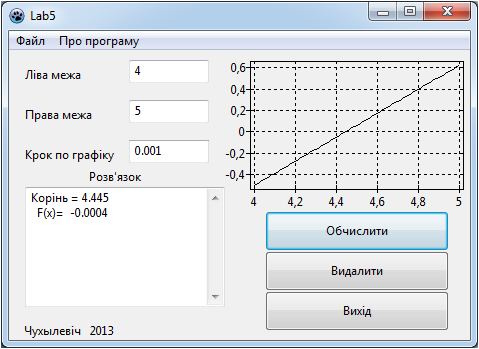 Lab5
Файл Про програму
Ліва межа 4
Права межа 5
Крок по графіку 0.001
Розв'язок
Корінь = 4.445
F(x)= -0.0004
0,6
0,4
0,2
0
-0,2
-0,4
4 4,2 4,4 4,6 4,8 5
Обчислити
Видалити
Вихід
Чухылевіч 2013